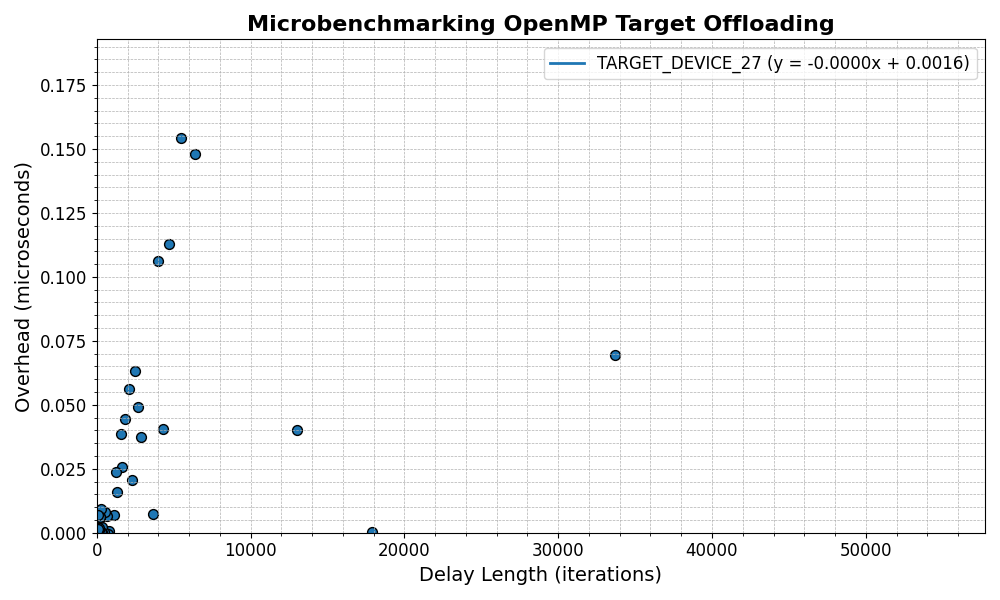 Microbenchmarking OpenMP Target Offloading
TARGET_DEVICE_27 (y = -0.0000x + 0.0016)
Overhead (microseconds)
0.175
0.150
0.125
0.100
0.075
0.050
0.025
0.000
0 10000 20000 30000 40000 50000
Delay Length (iterations)